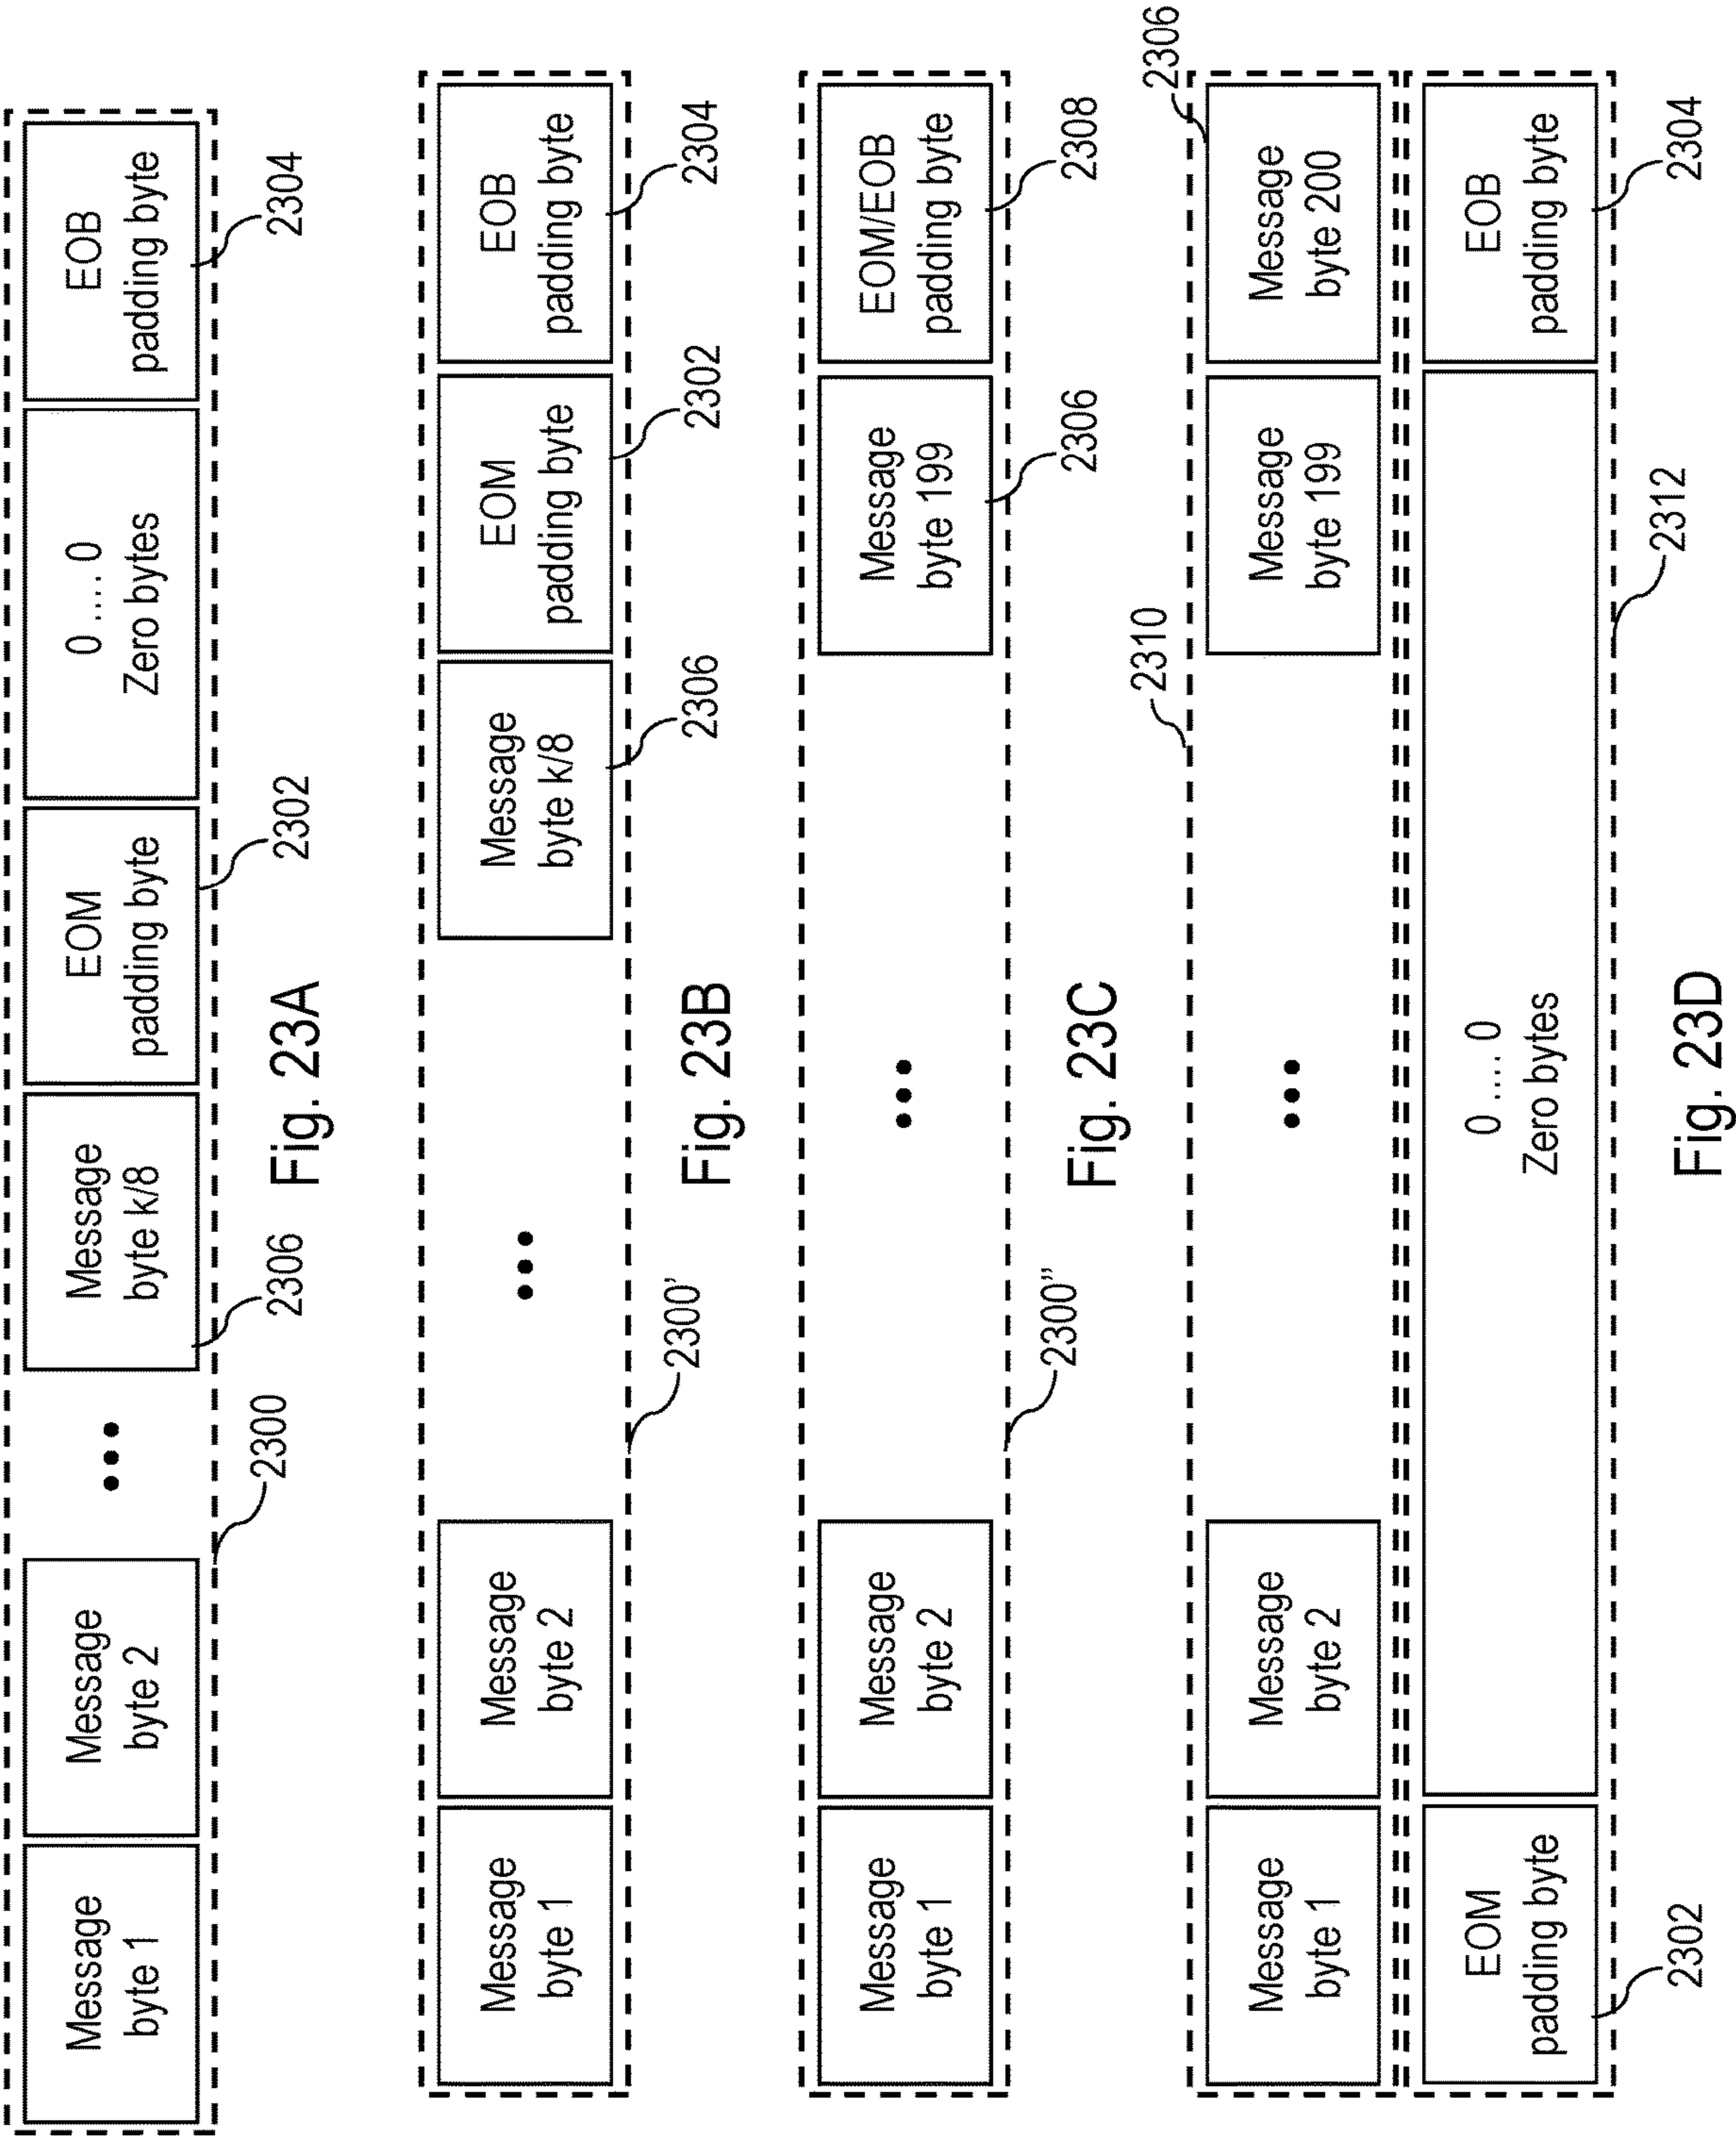 Message
byte 1
Message
byte 2
•••
Message
byte k/8
EOM
padding byte
0 .... 0
Zero bytes
EOB
padding byte
2300
2306
2302
2304
Fig. 23A
Message
byte 1
Message
byte 2
•••
Message
byte k/8
EOM
padding byte
EOB
padding byte
2300'
2306
2302
2304
Fig. 23B
Message
byte 1
Message
byte 2
•••
Message
byte 199
EOM/EOB
padding byte
2300"
2306
2308
Fig. 23C
2310
2306
Message
byte 1
Message
byte 2
•••
Message
byte 199
Message
byte 200
EOM
padding byte
0 .... 0
Zero bytes
EOB
padding byte
2302
2312
2304
Fig. 23D